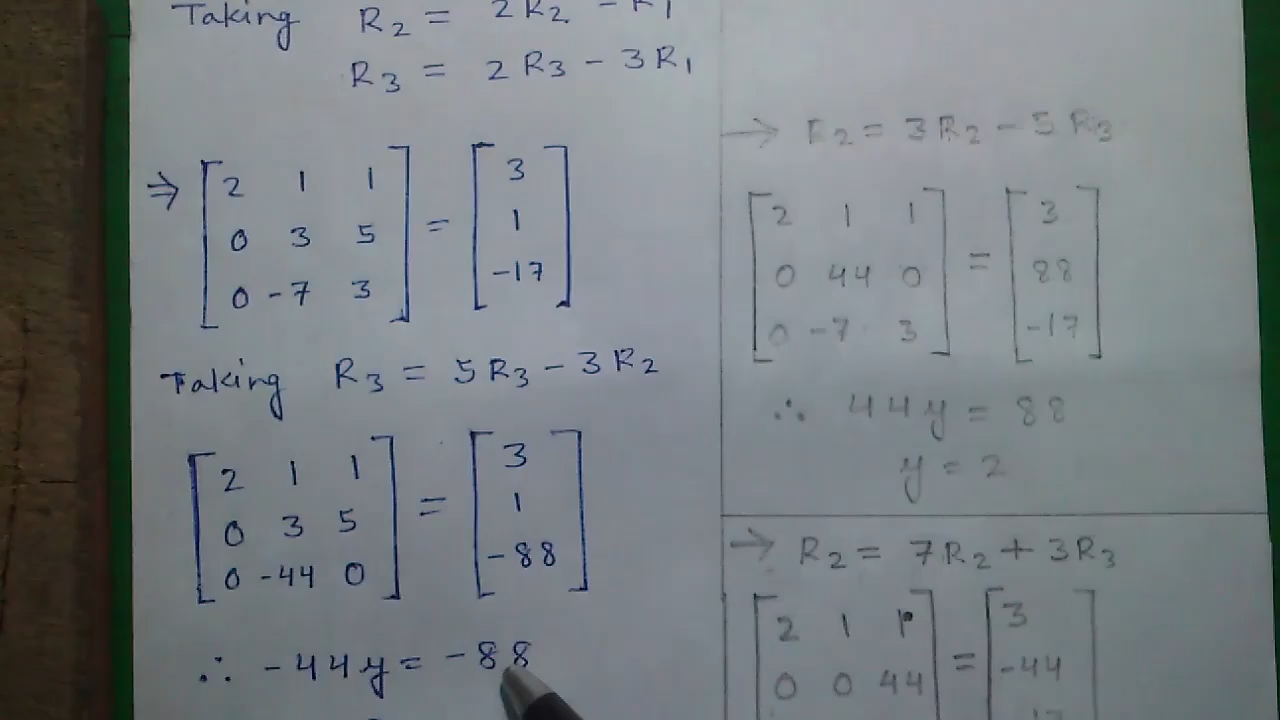 Taking R2 = 2R2 - R1
R3 = 2R3 - 3R1
⇒ [2 1 1 = [3
0 3 5 1
0 -7 3] -17]
Taking R3 = 5R3 - 3R2
[2 1 1 = [3
0 3 5 1
0 -44 0] -88]
∴ -44y = -88
→ R2 = 3R2 - 5R3
[2 1 1 = [3
0 44 0 88
0 -7 3] -17]
∴ 44y = 88
y = 2
→ R2 = 7R2 + 3R3
[2 1 1 = [3
0 0 44 -44